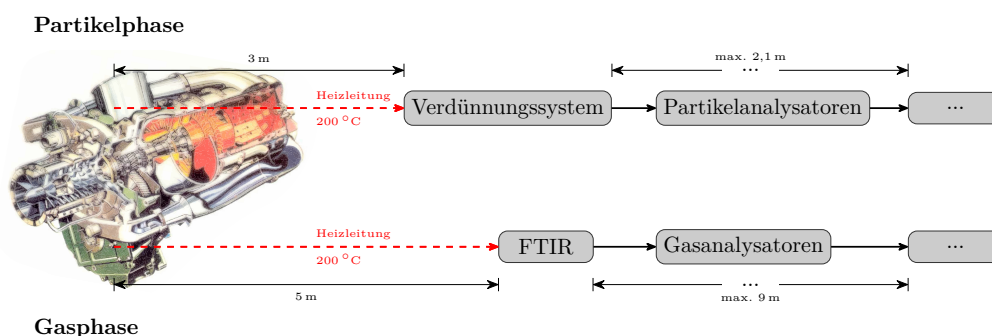 Partikelphase
3 m
max. 2,1 m
...
Heizleitung
200 °C
Verdünnungssystem
Partikelanalysatoren
...
Heizleitung
200 °C
FTIR
Gasanalysatoren
...
5 m
...
max. 9 m
Gasphase